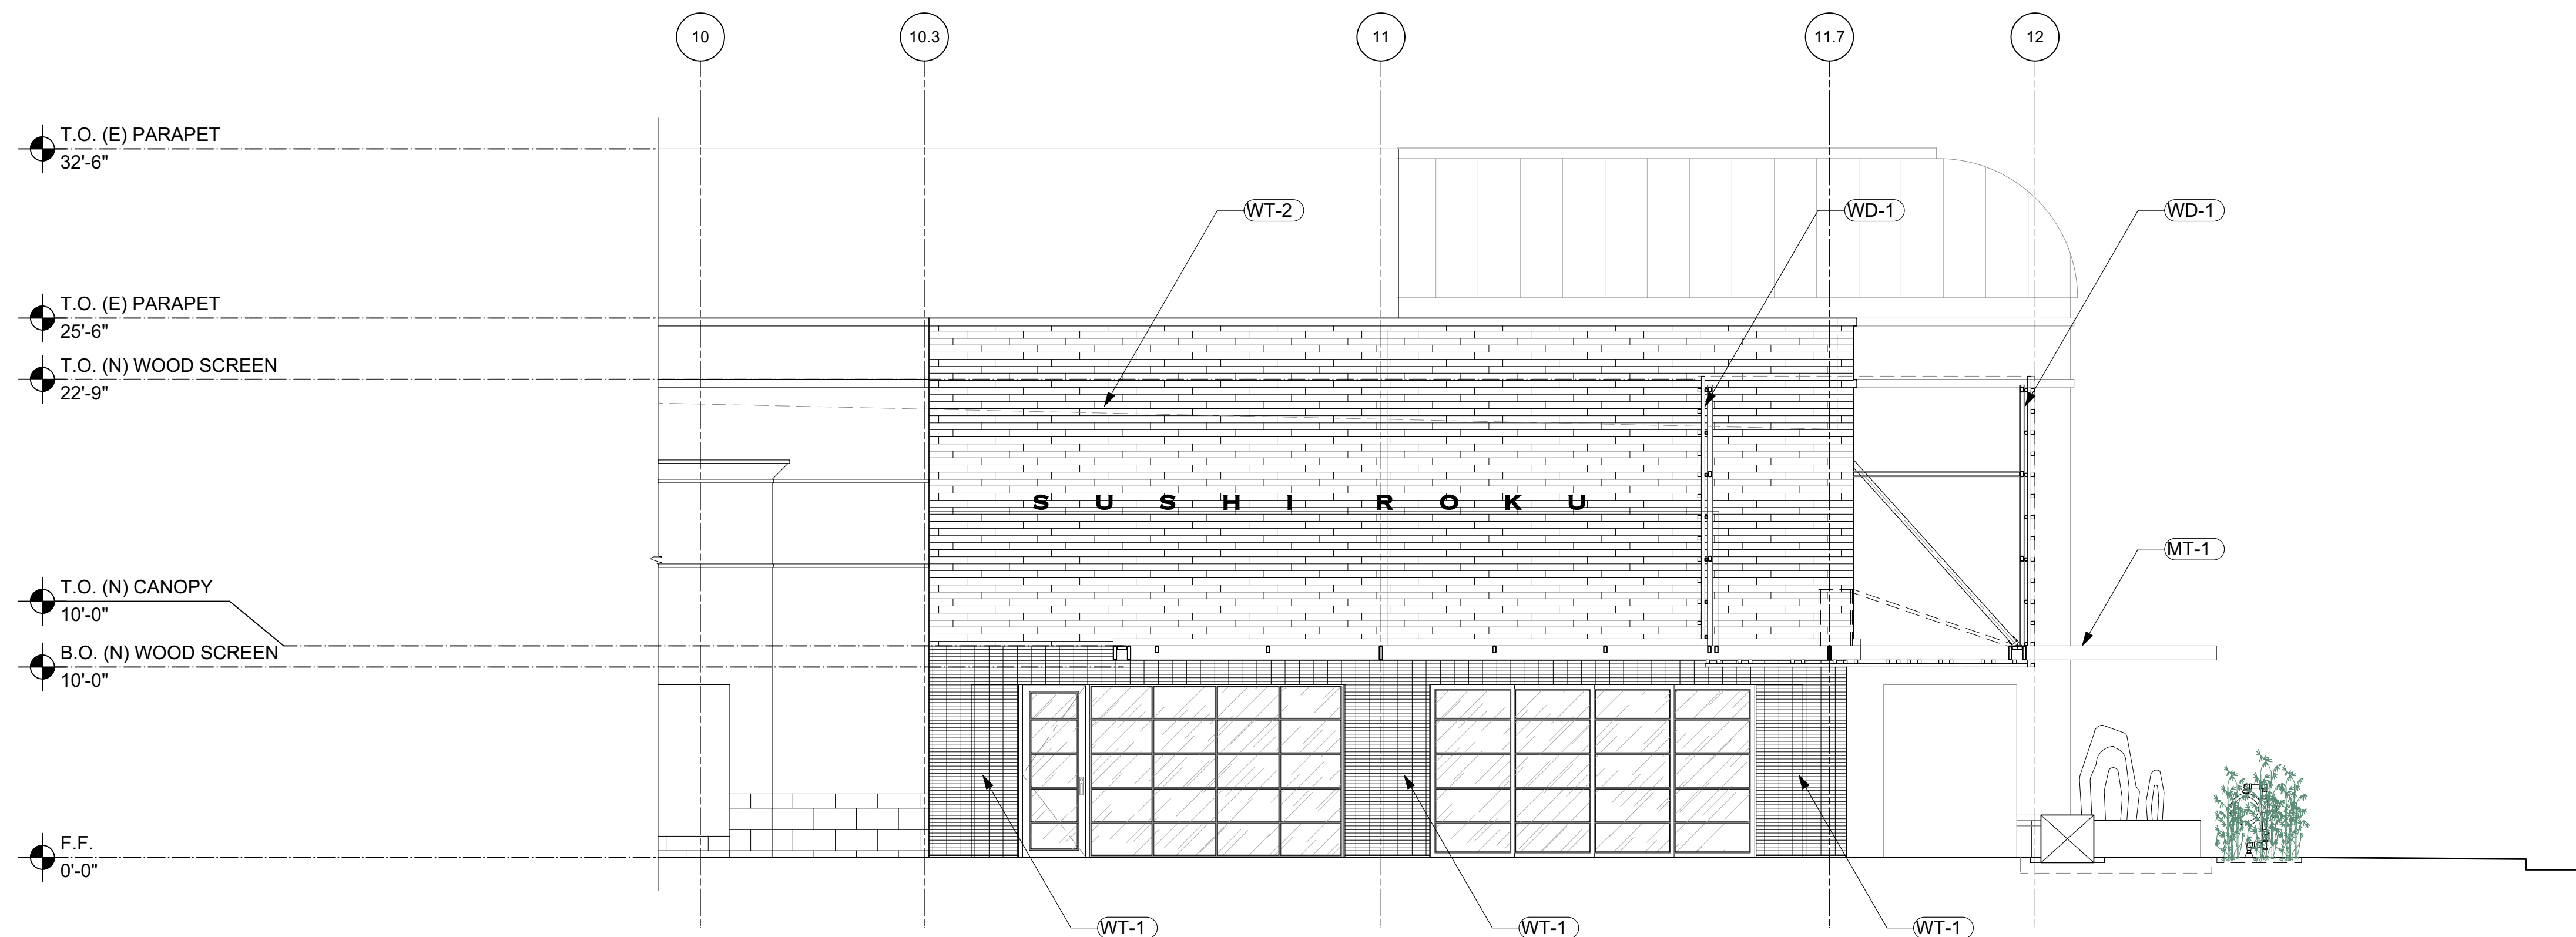 10
10.3
11
11.7
12
T.O. (E) PARAPET
32'-6"
WT-2
WD-1
WD-1
T.O. (E) PARAPET
25'-6"
T.O. (N) WOOD SCREEN
22'-9"
SUSHI ROKU
MT-1
T.O. (N) CANOPY
10'-0"
B.O. (N) WOOD SCREEN
10'-0"
F.F.
0'-0"
WT-1
WT-1
WT-1